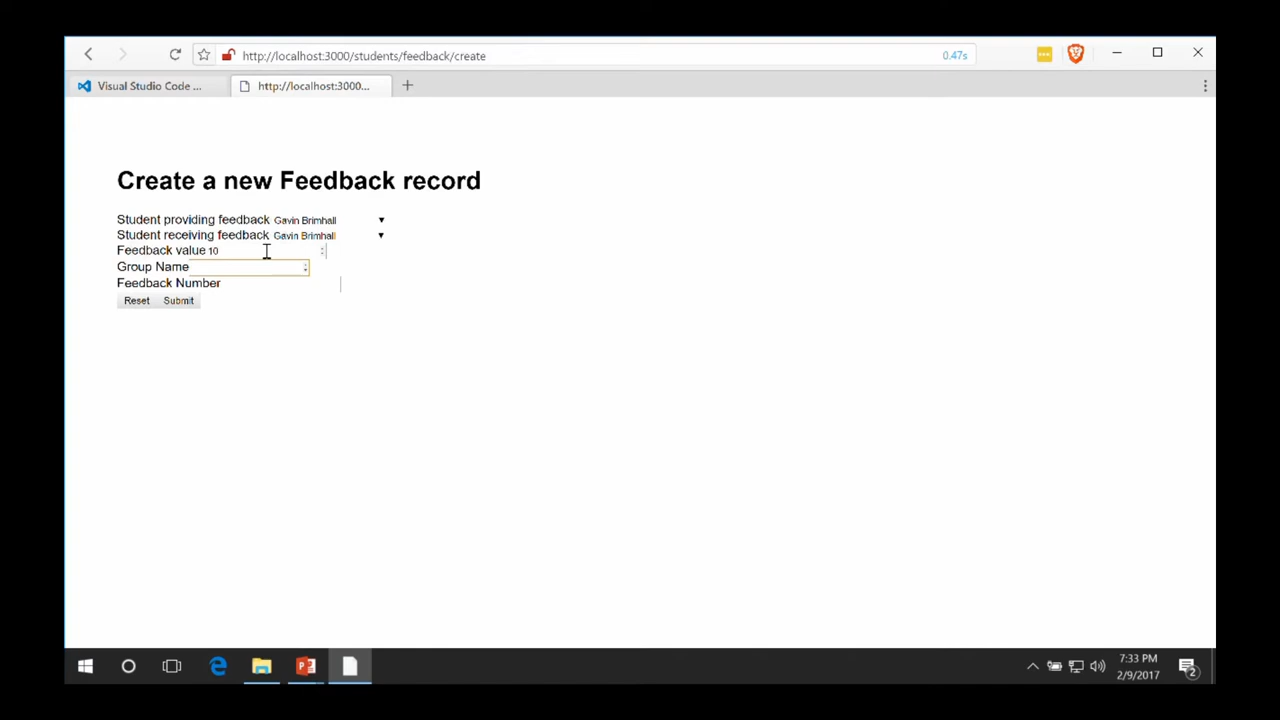 http://localhost:3000/students/feedback/create
0.47s
Visual Studio Code ...
http://localhost:3000...
Create a new Feedback record
Student providing feedback Gavin Brimhall
Student receiving feedback Gavin Brimhall
Feedback value 10
Group Name
Feedback Number
Reset Submit
7:33 PM
2/9/2017
2